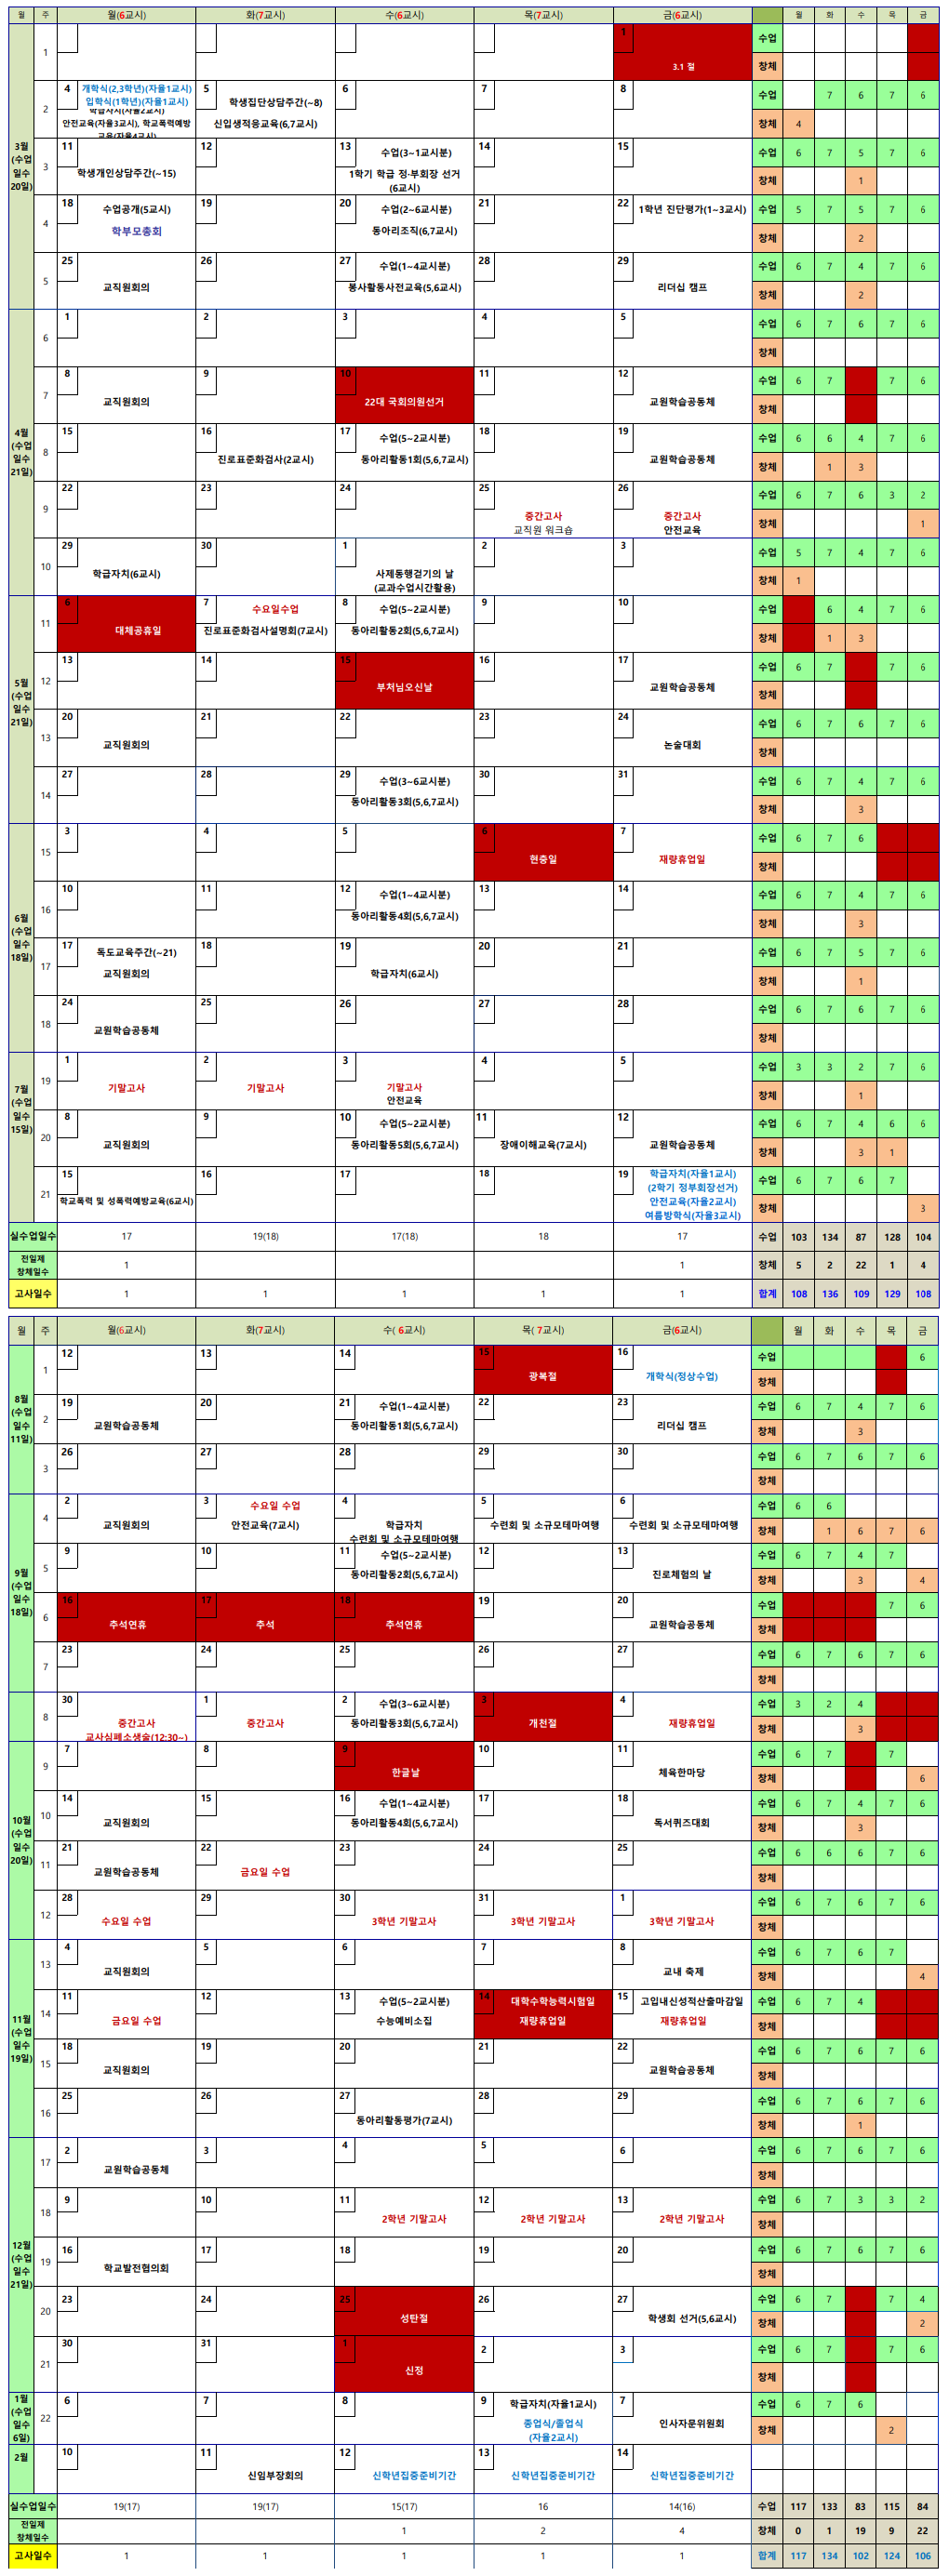 월 주 월(6교시) 화(7교시) 수(6교시) 목(7교시) 금(6교시) 월 화 수 목 금
3월 (수업 일수 20일)
1 1 3.1 절 수업
창체
2 4 개학식(2,3학년)(자율1교시) 5 학생집단상담주간(~8) 6 7 8 수업 7 6 7 6
입학식(1학년)(자율1교시)
학급자치(자율2교시)
안전교육(자율3교시), 학교폭력예방교육(자율4교시) 신입생적응교육(6,7교시) 창체 4
3 11 12 13 수업(3~1교시분) 14 15 수업 6 7 5 7 6
학생개인상담주간(~15) 1학기 학급 정·부회장 선거 (6교시) 창체 1
4 18 수업공개(5교시) 19 20 수업(2~6교시분) 21 22 1학년 진단평가(1~3교시) 수업 5 7 5 7 6
학부모총회 동아리조직(6,7교시) 창체 2
5 25 26 27 수업(1~4교시분) 28 29 수업 6 7 4 7 6
교직원회의 봉사활동사전교육(5,6교시) 리더십 캠프 창체 2
4월 (수업 일수 21일)
6 1 2 3 4 5 수업 6 7 6 7 6
창체
7 8 9 10 11 12 수업 6 7 7 6
교직원회의 22대 국회의원선거 교원학습공동체 창체
8 15 16 17 수업(5~2교시분) 18 19 수업 6 6 4 7 6
진로표준화검사(2교시) 동아리활동1회(5,6,7교시) 교원학습공동체 창체 1 3
9 22 23 24 25 26 수업 6 7 6 3 2
중간고사 중간고사
교직원 워크숍 안전교육 창체 1
10 29 30 1 2 3 수업 5 7 4 7 6
학급자치(6교시) 사제동행걷기의 날 (교과수업시간활용) 창체 1
5월 (수업 일수 21일)
11 6 7 수요일수업 8 수업(5~2교시분) 9 10 수업 6 4 7 6
대체공휴일 진로표준화검사설명회(7교시) 동아리활동2회(5,6,7교시) 창체 1 3
12 13 14 15 16 17 수업 6 7 7 6
부처님오신날 교원학습공동체 창체
13 20 21 22 23 24 수업 6 7 6 7 6
교직원회의 논술대회 창체
14 27 28 29 수업(3~6교시분) 30 31 수업 6 7 4 7 6
동아리활동3회(5,6,7교시) 창체 3
6월 (수업 일수 18일)
15 3 4 5 6 7 수업 6 7 6
현충일 재량휴업일 창체
16 10 11 12 수업(1~4교시분) 13 14 수업 6 7 4 7 6
동아리활동4회(5,6,7교시) 창체 3
17 17 독도교육주간(~21) 18 19 20 21 수업 6 7 5 7 6
교직원회의 학급자치(6교시) 창체 1
18 24 25 26 27 28 수업 6 7 6 7 6
교원학습공동체 창체
7월 (수업 일수 15일)
19 1 2 3 4 5 수업 3 3 2 7 6
기말고사 기말고사 기말고사
안전교육 창체 1
20 8 9 10 수업(5~2교시분) 11 12 수업 6 7 4 6 6
교직원회의 동아리활동5회(5,6,7교시) 장애이해교육(7교시) 교원학습공동체 창체 3 1
21 15 16 17 18 19 학급자치(자율1교시) 수업 6 7 6 7
(2학기 정부회장선거)
학교폭력 및 성폭력예방교육(6교시) 안전교육(자율2교시) 창체 3
여름방학식(자율3교시)
실수업일수 17 19(18) 17(18) 18 17 수업 103 134 87 128 104
전일제 창체일수 1 1 창체 5 2 22 1 4
고사일수 1 1 1 1 1 합계 108 136 109 129 108
월 주 월(6교시) 화(7교시) 수( 6교시) 목( 7교시) 금(6교시) 월 화 수 목 금
8월 (수업 일수 11일)
1 12 13 14 15 16 수업 6
광복절 개학식(정상수업) 창체
2 19 20 21 수업(1~4교시분) 22 23 수업 6 7 4 7 6
교원학습공동체 동아리활동1회(5,6,7교시) 리더십 캠프 창체 3
3 26 27 28 29 30 수업 6 7 6 7 6
창체
9월 (수업 일수 18일)
4 2 3 수요일 수업 4 5 6 수업 6 6
교직원회의 안전교육(7교시) 학급자치 수련회 및 소규모테마여행 수련회 및 소규모테마여행 창체 1 6 7 6
수련회 및 소규모테마여행
5 9 10 11 수업(5~2교시분) 12 13 수업 6 7 4 7
동아리활동2회(5,6,7교시) 진로체험의 날 창체 3 4
6 16 17 18 19 20 수업 7 6
추석연휴 추석 추석연휴 교원학습공동체 창체
7 23 24 25 26 27 수업 6 7 6 7 6
창체
8 30 1 2 수업(3~6교시분) 3 4 수업 3 2 4
중간고사 중간고사 동아리활동3회(5,6,7교시) 개천절 재량휴업일 창체 3
교사심폐소생술(12:30~)
10월 (수업 일수 20일)
9 7 8 9 10 11 수업 6 7 7
한글날 체육한마당 창체 6
10 14 15 16 수업(1~4교시분) 17 18 수업 6 7 4 7 6
교직원회의 동아리활동4회(5,6,7교시) 독서퀴즈대회 창체 3
11 21 22 23 24 25 수업 6 6 6 7 6
교원학습공동체 금요일 수업 창체
12 28 29 30 31 1 수업 6 7 6 7 6
수요일 수업 3학년 기말고사 3학년 기말고사 3학년 기말고사 창체
11월 (수업 일수 19일)
13 4 5 6 7 8 수업 6 7 6 7
교직원회의 교내 축제 창체 4
14 11 12 13 수업(5~2교시분) 14 대학수학능력시험일 15 고입내신성적산출마감일 수업 6 7 4
금요일 수업 수능예비소집 재량휴업일 재량휴업일 창체
15 18 19 20 21 22 수업 6 7 6 7 6
교직원회의 교원학습공동체 창체
16 25 26 27 28 29 수업 6 7 6 7 6
동아리활동평가(7교시) 창체 1
12월 (수업 일수 21일)
17 2 3 4 5 6 수업 6 7 6 7 6
교원학습공동체 창체
18 9 10 11 12 13 수업 6 7 3 3 2
2학년 기말고사 2학년 기말고사 2학년 기말고사 창체
19 16 17 18 19 20 수업 6 7 6 7 6
학교발전협의회 창체
20 23 24 25 26 27 수업 6 7 7 4
성탄절 학생회 선거(5,6교시) 창체 2
21 30 31 1 2 3 수업 6 7 7 6
신정 창체
1월 (수업 일수 6일)
22 6 7 8 9 학급자치(자율1교시) 7 수업 6 7 6
종업식/졸업식 (자율2교시) 인사자문위원회 창체 2
2월 10 11 12 13 14
신임부장회의 신학년집중준비기간 신학년집중준비기간 신학년집중준비기간
실수업일수 19(17) 19(17) 15(17) 16 14(16) 수업 117 133 83 115 84
전일제 창체일수 1 2 4 창체 0 1 19 9 22
고사일수 1 1 1 1 1 합계 117 134 102 124 106